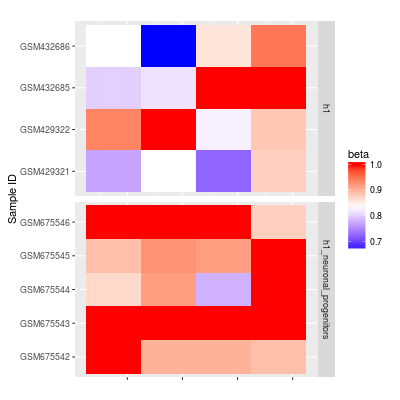 Sample ID
GSM432686
GSM432685
GSM429322
GSM429321
h1
GSM675546
GSM675545
GSM675544
GSM675543
GSM675542
h1_neuronal_progenitors
beta
1.0
0.9
0.8
0.7